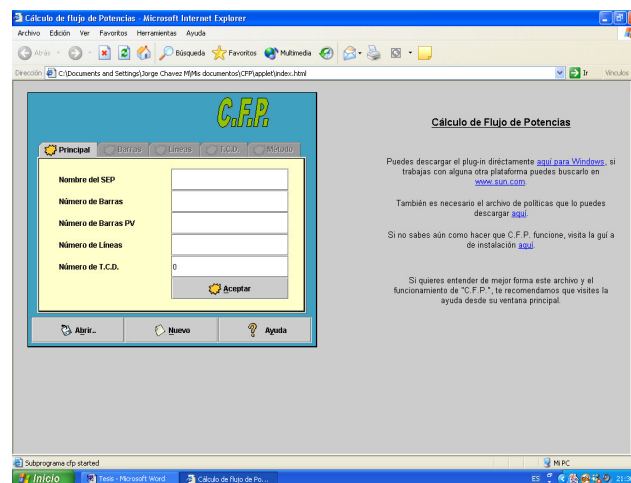 Cálculo de flujo de Potencias - Microsoft Internet Explorer
Archivo Edición Ver Favoritos Herramientas Ayuda
Atrás Búsqueda Favoritos Multimedia
Dirección C:\Documents and Settings\Jorge Chavez M\Mis documentos\CFP\applet\index.html Ir Vínculos
C.F.P.
Principal Barras Líneas T.C.D. Método
Nombre del SEP
Número de Barras
Número de Barras PV
Número de Líneas
Número de T.C.D. 0
Aceptar
Abrir... Nuevo Ayuda
Cálculo de Flujo de Potencias
Puedes descargar el plug-in diréctamente aquí para Windows, si
trabajas con alguna otra plataforma puedes buscarlo en
www.sun.com.
También es necesario el archivo de políticas que lo puedes
descargar aquí.
Si no sabes aún como hacer que C.F.P. funcione, visita la guí a
de instalación aquí.
Si quieres entender de mejor forma este archivo y el
funcionamiento de "C.F.P.", te recomendamos que visites la
ayuda desde su ventana principal.
Subprograma cfp started Mi PC
Inicio Tesis - Microsoft Word Cálculo de flujo de Po... ES